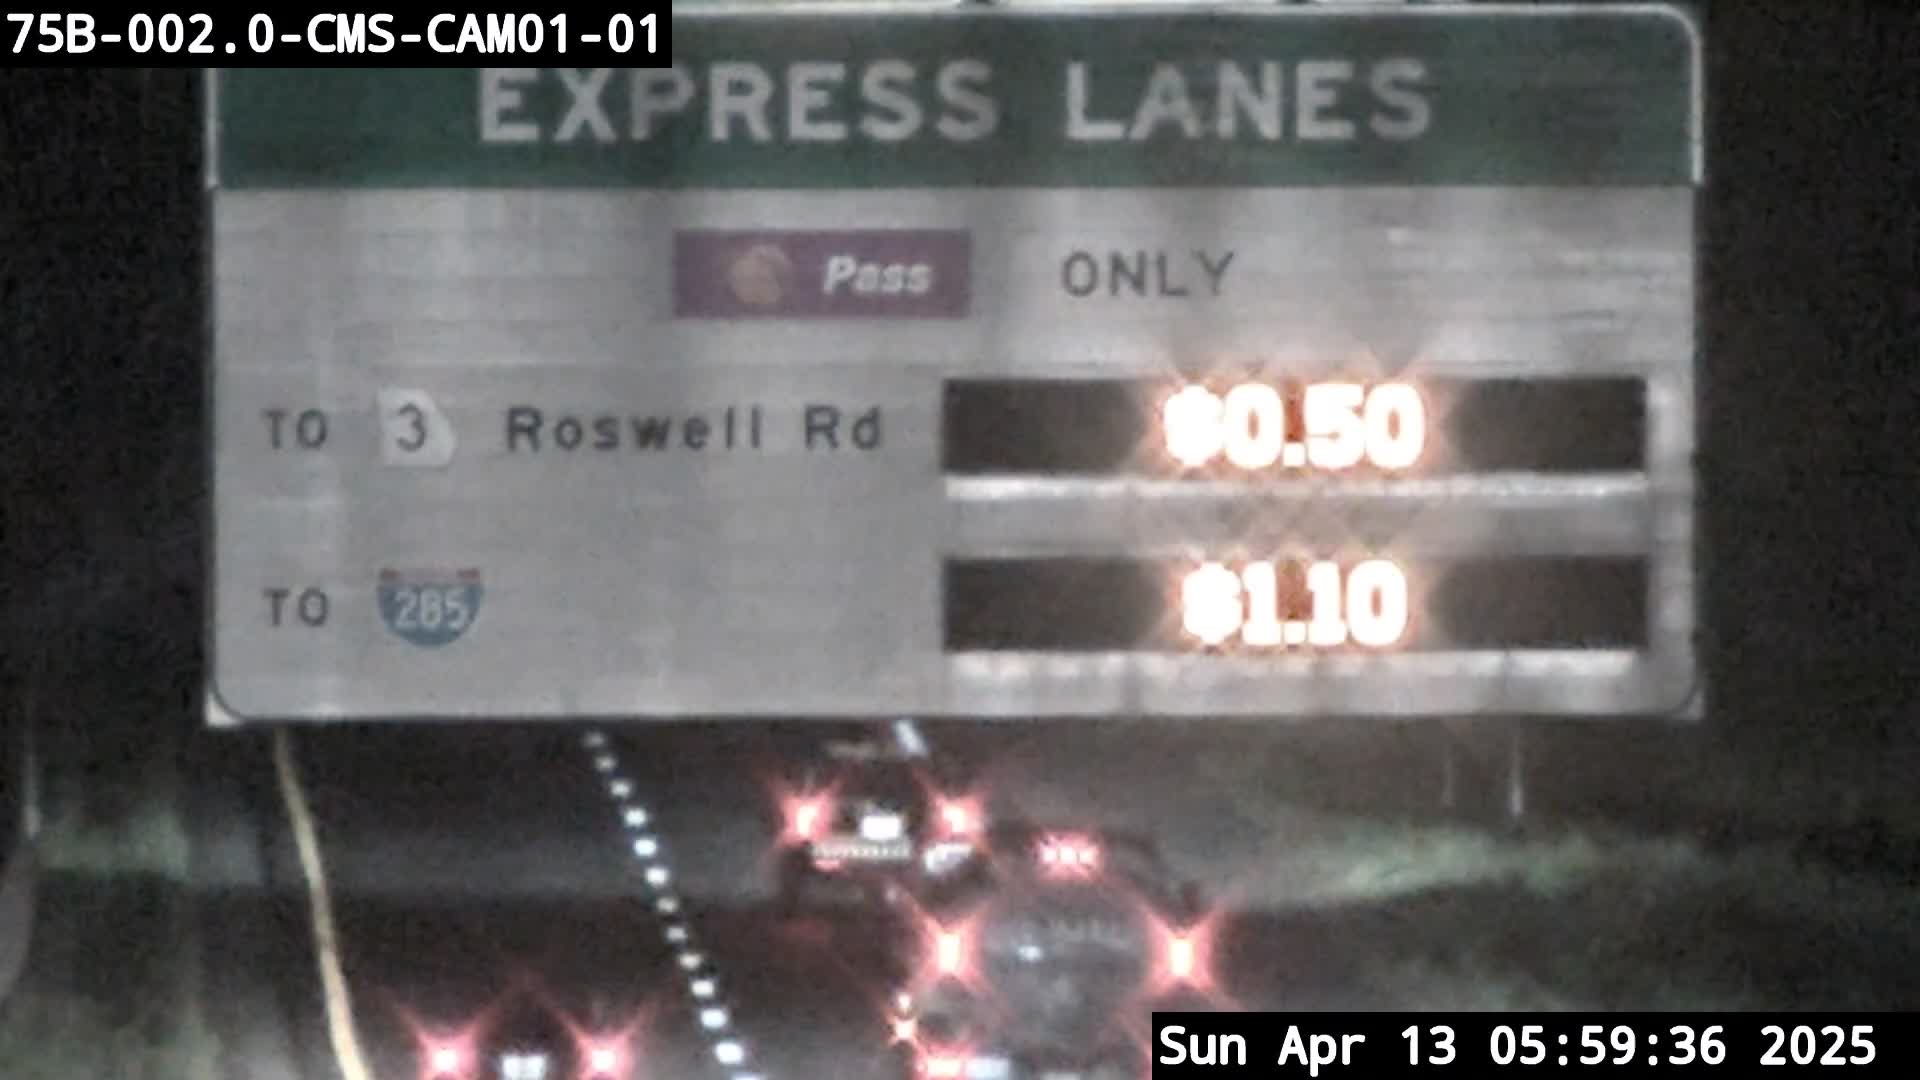 75B-002.0-CMS-CAM01-01
EXPRESS LANES
Pass ONLY
TO 3 Roswell Rd $0.50
TO 285 $1.10
Sun Apr 13 05:59:36 2025